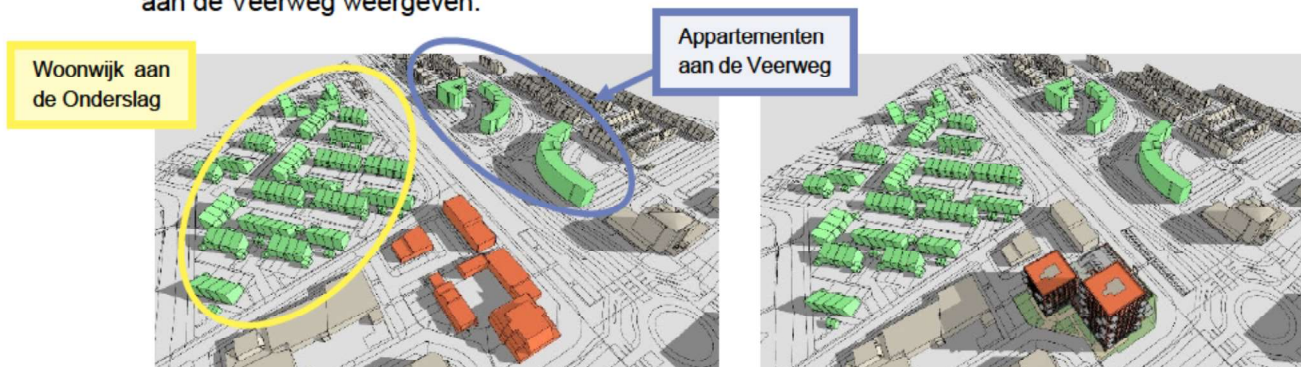 aan de Veerweg weergeven.
Woonwijk aan
de Onderslag
Appartementen
aan de Veerweg